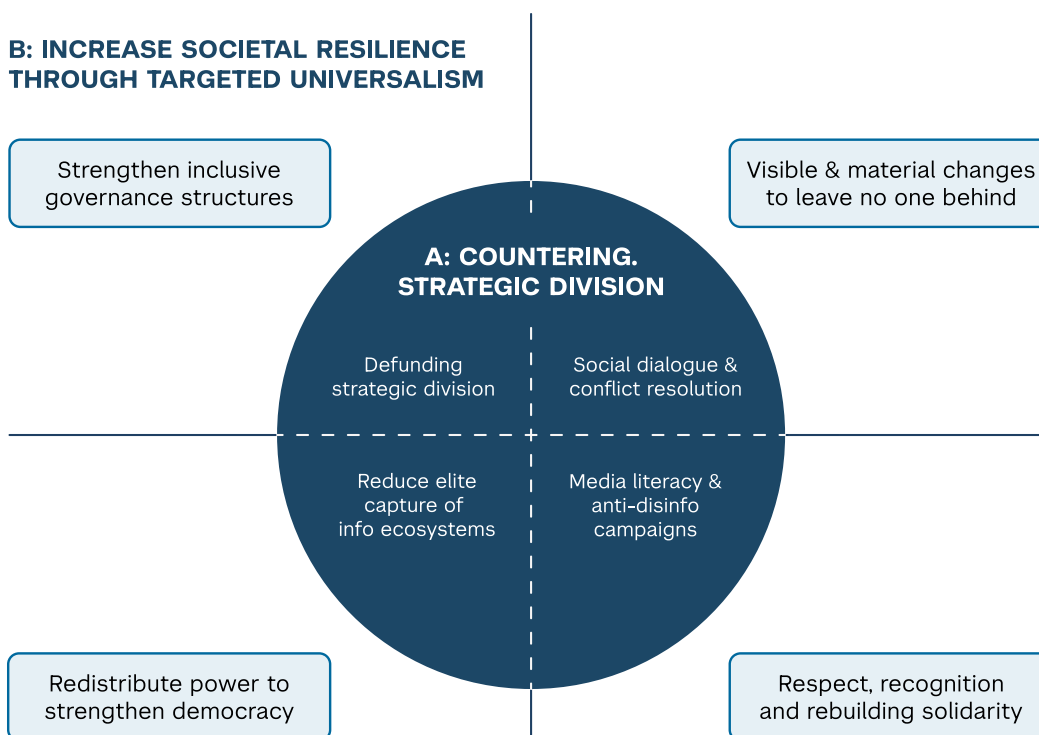 B: INCREASE SOCIETAL RESILIENCE
THROUGH TARGETED UNIVERSALISM
Strengthen inclusive
governance structures
Visible & material changes
to leave no one behind
A: COUNTERING.
STRATEGIC DIVISION
Defunding
strategic division
Social dialogue &
conflict resolution
Reduce elite
capture of
info ecosystems
Media literacy &
anti-disinfo
campaigns
Redistribute power to
strengthen democracy
Respect, recognition
and rebuilding solidarity